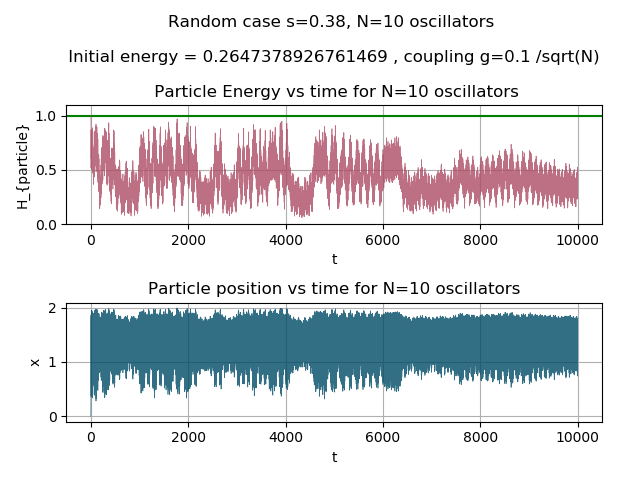 Random case s=0.38, N=10 oscillators
Initial energy = 0.2647378926761469 , coupling g=0.1 /sqrt(N)
Particle Energy vs time for N=10 oscillators
1.0
0.5
0.0
H_{particle}
0 2000 4000 6000 8000 10000
t
Particle position vs time for N=10 oscillators
2
1
0
x
0 2000 4000 6000 8000 10000
t